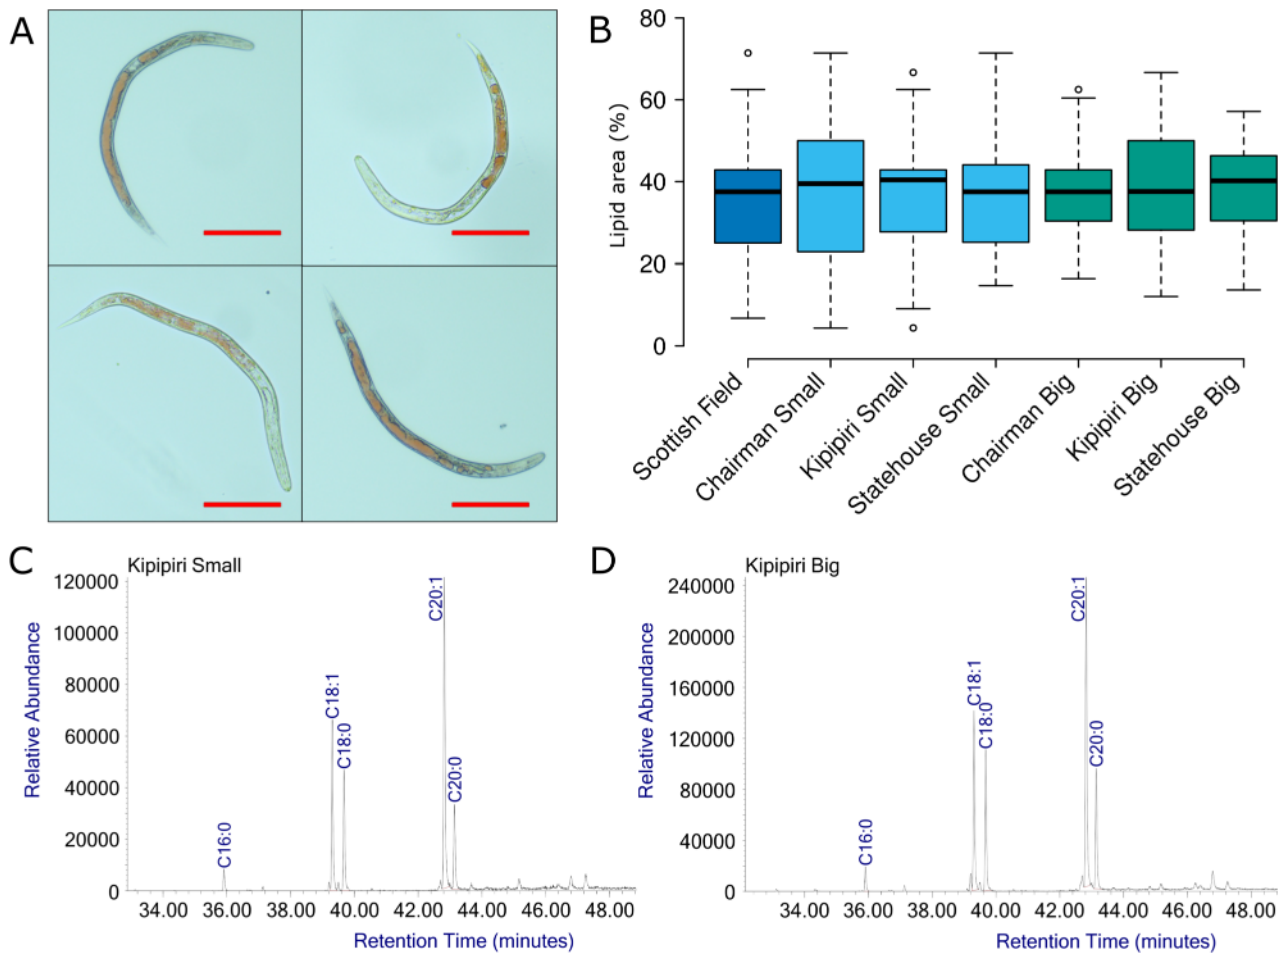 A
B
Lipid area (%)
80
60
40
20
0
Scottish Field
Chairman Small
Kipipiri Small
Statehouse Small
Chairman Big
Kipipiri Big
Statehouse Big
C
Kipipiri Small
Relative Abundance
120000
100000
80000
60000
40000
20000
0
C16:0
C18:1
C18:0
C20:1
C20:0
34.00 36.00 38.00 40.00 42.00 44.00 46.00 48.00
Retention Time (minutes)
D
Kipipiri Big
Relative Abundance
240000
200000
160000
120000
80000
40000
0
C16:0
C18:1
C18:0
C20:1
C20:0
34.00 36.00 38.00 40.00 42.00 44.00 46.00 48.00
Retention Time (minutes)